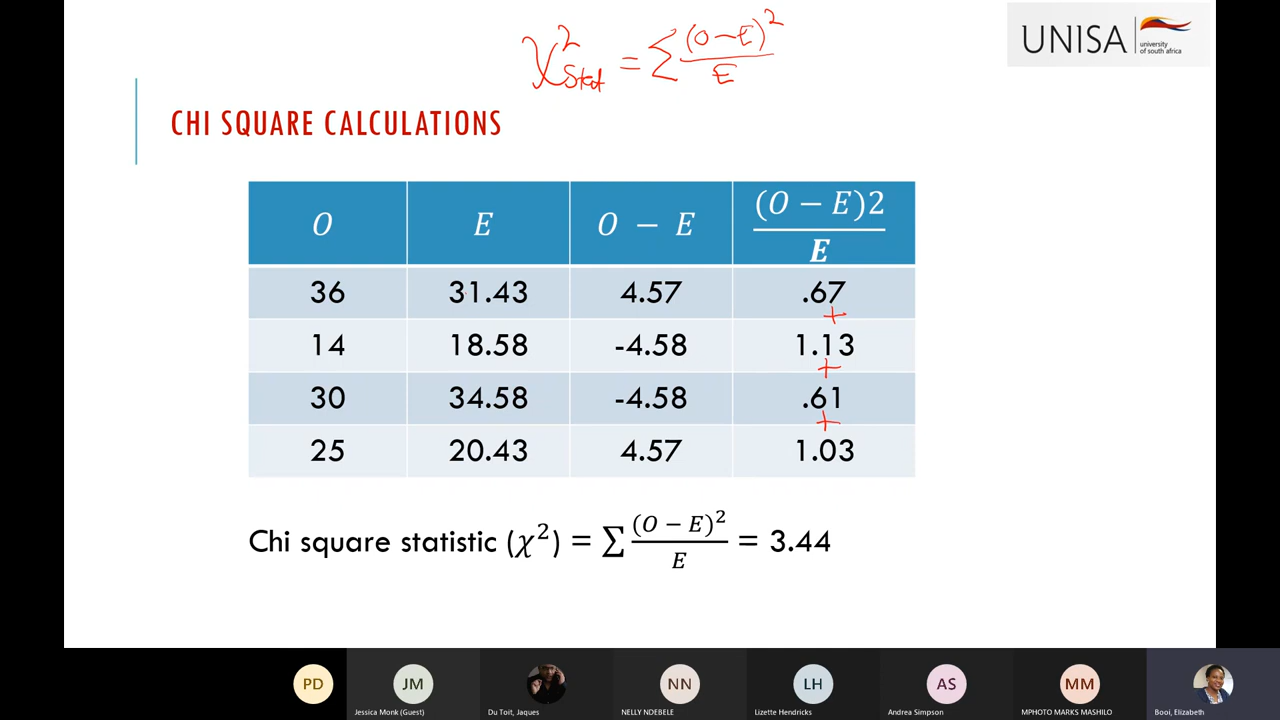 χ²stat = Σ (O−E)² / E
UNISA university of south africa
CHI SQUARE CALCULATIONS
O E O − E (O − E)2 / E
36 31.43 4.57 .67
+
14 18.58 -4.58 1.13
+
30 34.58 -4.58 .61
+
25 20.43 4.57 1.03
Chi square statistic (χ²) = ∑ (O − E)² / E = 3.44
PD JM NN LH AS MM
Jessica Monk (Guest) Du Toit, Jaques NELLY NDEBELE Lizette Hendricks Andrea Simpson MPHOTO MARKS MASHILO Booi, Elizabeth